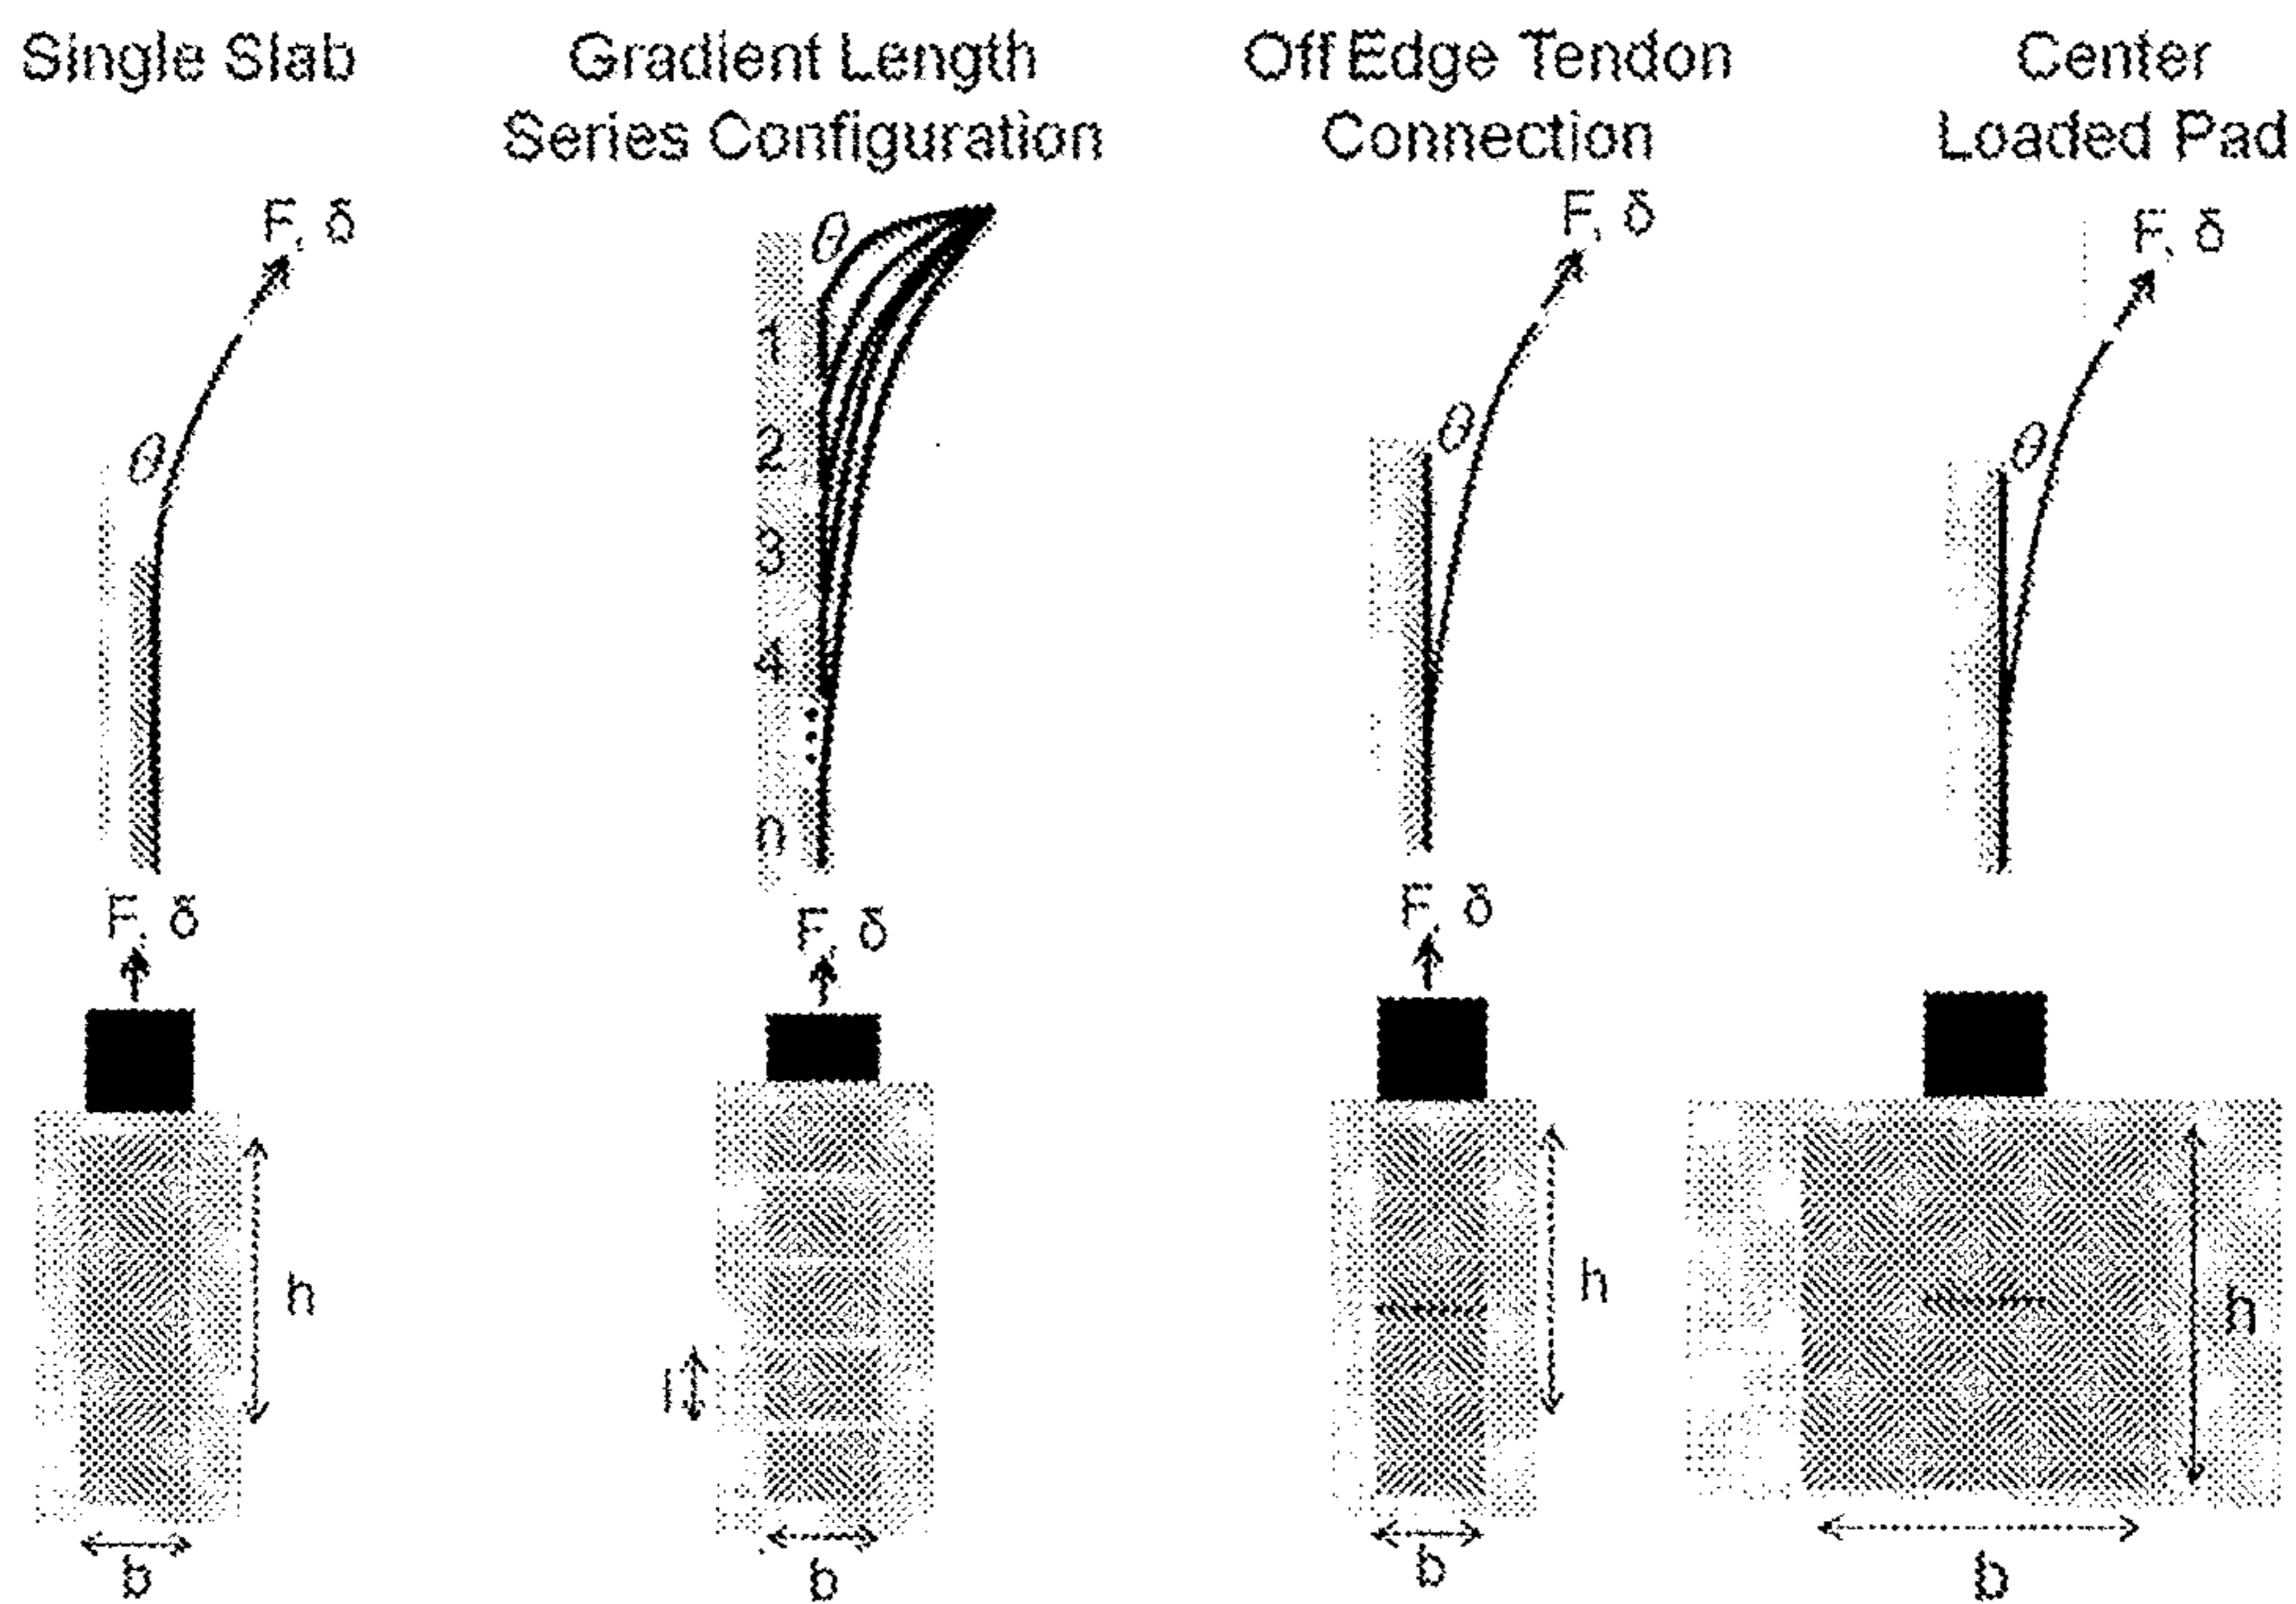 Single Slab
Gradient Length
Series Configuration
Off Edge Tendon
Connection
Center
Loaded Pad
F, δ
θ
θ
1
2
3
4
n
F, δ
θ
F, δ
θ
F, δ
h
b
F, δ
l
b
F, δ
h
b
h
b